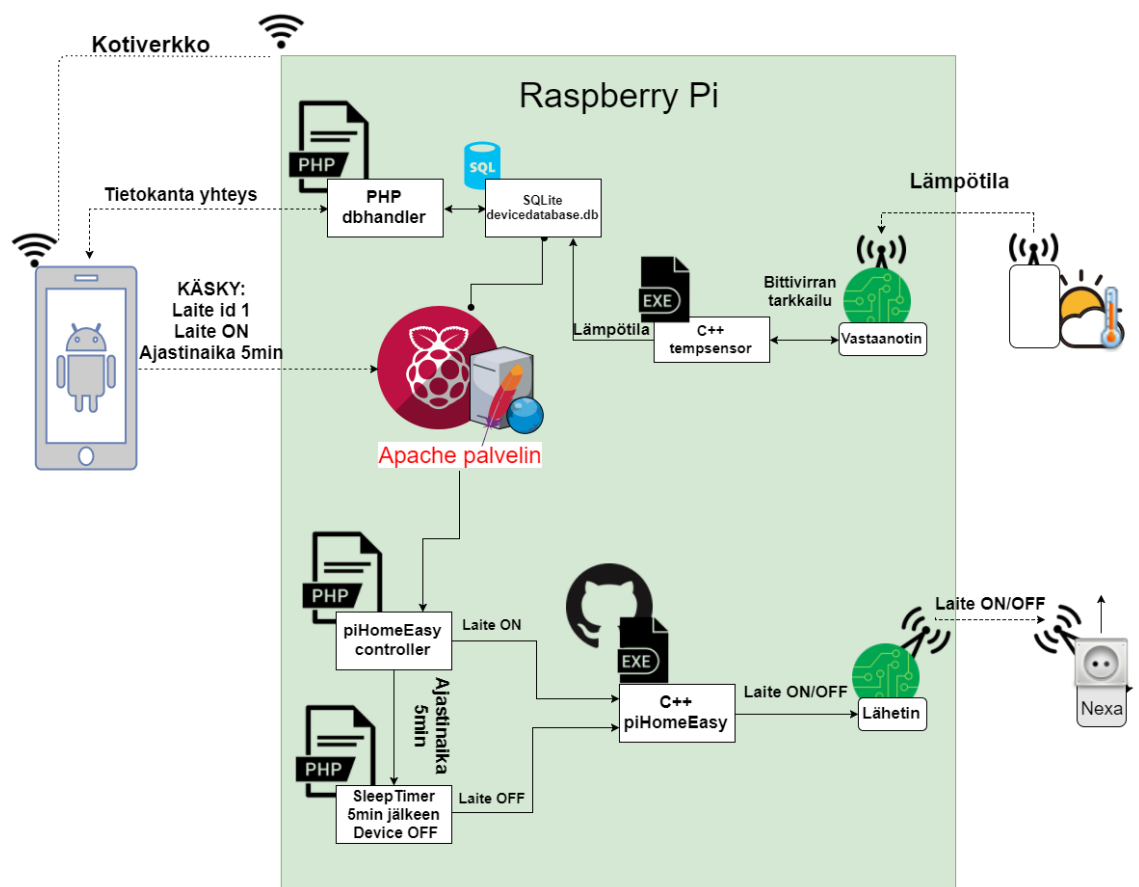 Kotiverkko
Raspberry Pi
PHP
SQL
Tietokanta yhteys
PHP
dbhandler
SQLite
devicedatabase.db
Lämpötila
KÄSKY:
Laite id 1
Laite ON
Ajastinaika 5min
EXE
Bittivirran
tarkkailu
Lämpötila
C++
tempsensor
Vastaanotin
Apache palvelin
PHP
piHomeEasy
controller
Laite ON
EXE
Laite ON/OFF
Ajastinaika
5min
C++
piHomeEasy
Laite ON/OFF
Lähetin
Nexa
PHP
SleepTimer
5min jälkeen
Device OFF
Laite OFF